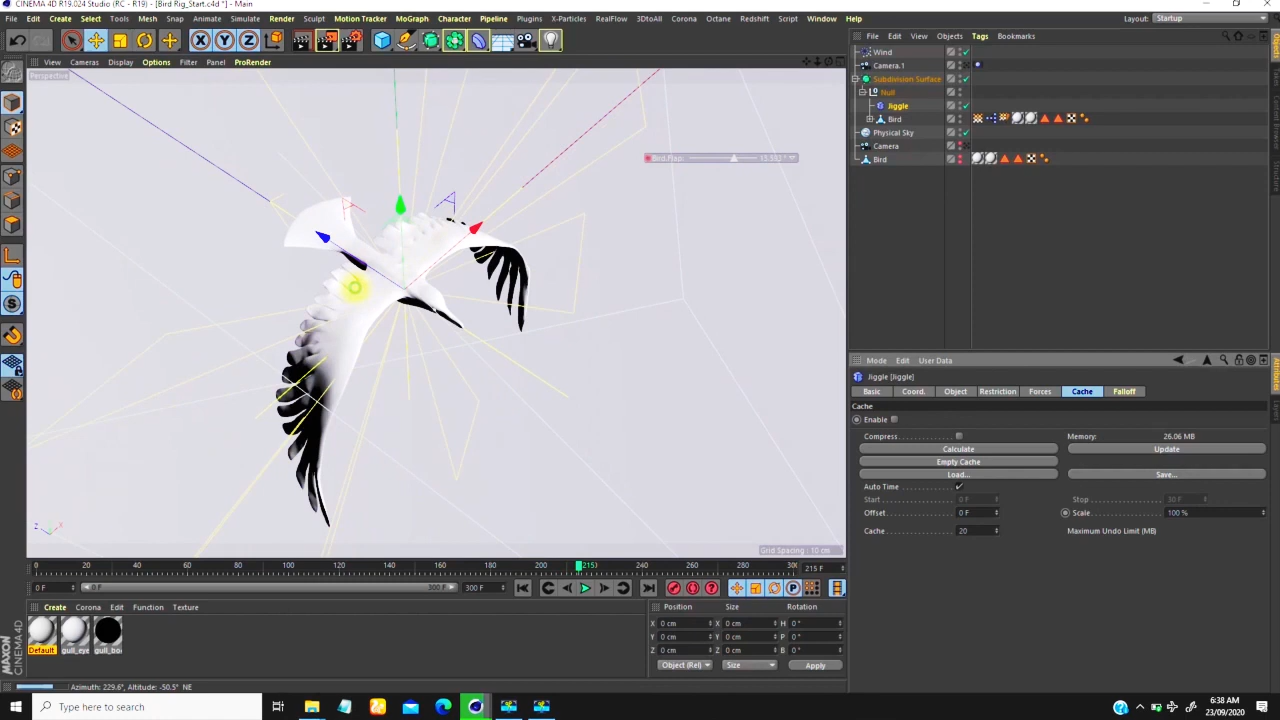 CINEMA 4D R19.024 Studio (RC - R19) - [Bird Rig_Start.c4d *] - Main
File Edit Create Select Tools Mesh Snap Animate Simulate Render Sculpt Motion Tracker MoGraph Character Pipeline Plugins X-Particles RealFlow 3DtoAll Corona Octane Redshift Script Window Help
Layout: Startup
File Edit View Objects Tags Bookmarks
View Cameras Display Options Filter Panel ProRender
Perspective
Wind
Camera.1
Subdivision Surface
Null
Jiggle
Bird
Physical Sky
Camera
Bird
Bird Flap
Mode Edit User Data
Jiggle [Jiggle]
Basic Coord. Object Restriction Forces Cache Falloff
Cache
Enable
Compress Memory: 26.06 MB
Calculate Update
Empty Cache
Load... Save...
Auto Time
Start 0 F Stop 30 F
Offset 0 F Scale 100 %
Cache 20 Maximum Undo Limit (MB)
Grid Spacing : 10 cm
0 20 40 60 80 100 120 140 160 180 200 215) 240 260 280 300 215 F
0 F 0 F 300 F 300 F
Create Corona Edit Function Texture
Position Size Rotation
X 0 cm X 0 cm H 0 °
Y 0 cm Y 0 cm P 0 °
Z 0 cm Z 0 cm B 0 °
Object (Rel) Size Apply
Default gull_eye gull_bo
MAXON CINEMA 4D
Azimuth: 229.6°, Altitude: -50.5° NE
Type here to search
6:38 AM
23/09/2020